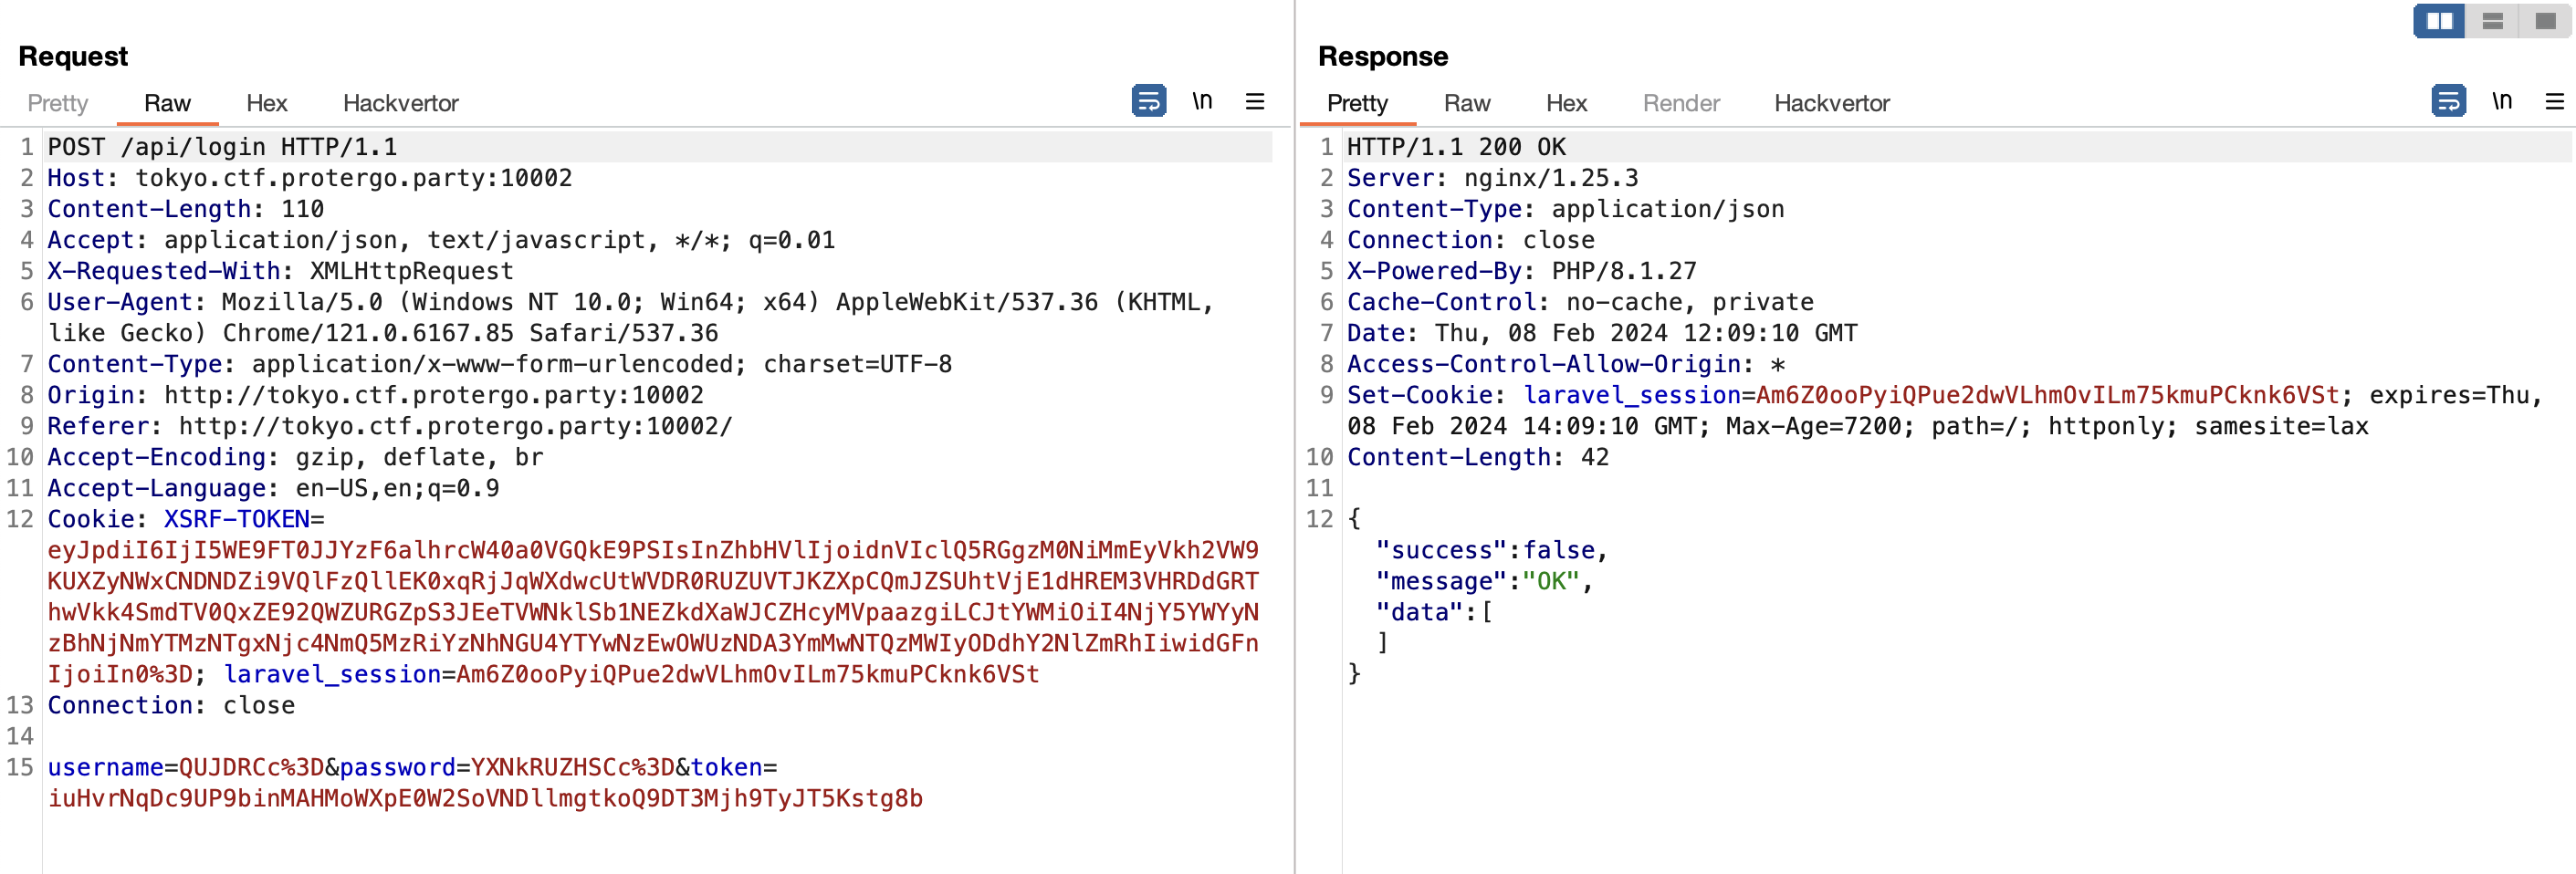 Request
Pretty Raw Hex Hackvertor \n
1 POST /api/login HTTP/1.1
2 Host: tokyo.ctf.protergo.party:10002
3 Content-Length: 110
4 Accept: application/json, text/javascript, */*; q=0.01
5 X-Requested-With: XMLHttpRequest
6 User-Agent: Mozilla/5.0 (Windows NT 10.0; Win64; x64) AppleWebKit/537.36 (KHTML,
like Gecko) Chrome/121.0.6167.85 Safari/537.36
7 Content-Type: application/x-www-form-urlencoded; charset=UTF-8
8 Origin: http://tokyo.ctf.protergo.party:10002
9 Referer: http://tokyo.ctf.protergo.party:10002/
10 Accept-Encoding: gzip, deflate, br
11 Accept-Language: en-US,en;q=0.9
12 Cookie: XSRF-TOKEN=
eyJpdiI6IjI5WE9FT0JJYzF6alhrcW40a0VGQkE9PSIsInZhbHVlIjoidnVIclQ5RGgzM0NiMmEyVkh2VW9
KUXZyNWxCNDNDZi9VQlFzQllEK0xqRjJqWXdwcUtWVDR0RUZUVTJKZXpCQmJZSUhtVjE1dHREM3VHRDdGRT
hwVkk4SmdTV0QxZE92QWZURGZpS3JEeTVWNklSb1NEZkdXaWJCZHcyMVpaazgiLCJtYWMiOiI4NjY5YWYyN
zBhNjNmYTMzNTgxNjc4NmQ5MzRiYzNhNGU4YTYwNzEwOWUzNDA3YmMwNTQzMWIyODdhY2NlZmRhIiwidGFn
IjoiIn0%3D; laravel_session=Am6Z0ooPyiQPue2dwVLhmOvILm75kmuPCknk6VSt
13 Connection: close
14
15 username=QUJDRCc%3D&password=YXNkRUZHSCc%3D&token=
iuHvrNqDc9UP9binMAHMoWXpE0W2SoVNDllmgtkoQ9DT3Mjh9TyJT5Kstg8b
Response
Pretty Raw Hex Render Hackvertor \n
1 HTTP/1.1 200 OK
2 Server: nginx/1.25.3
3 Content-Type: application/json
4 Connection: close
5 X-Powered-By: PHP/8.1.27
6 Cache-Control: no-cache, private
7 Date: Thu, 08 Feb 2024 12:09:10 GMT
8 Access-Control-Allow-Origin: *
9 Set-Cookie: laravel_session=Am6Z0ooPyiQPue2dwVLhmOvILm75kmuPCknk6VSt; expires=Thu,
08 Feb 2024 14:09:10 GMT; Max-Age=7200; path=/; httponly; samesite=lax
10 Content-Length: 42
11
12 {
"success":false,
"message":"OK",
"data":[
]
}